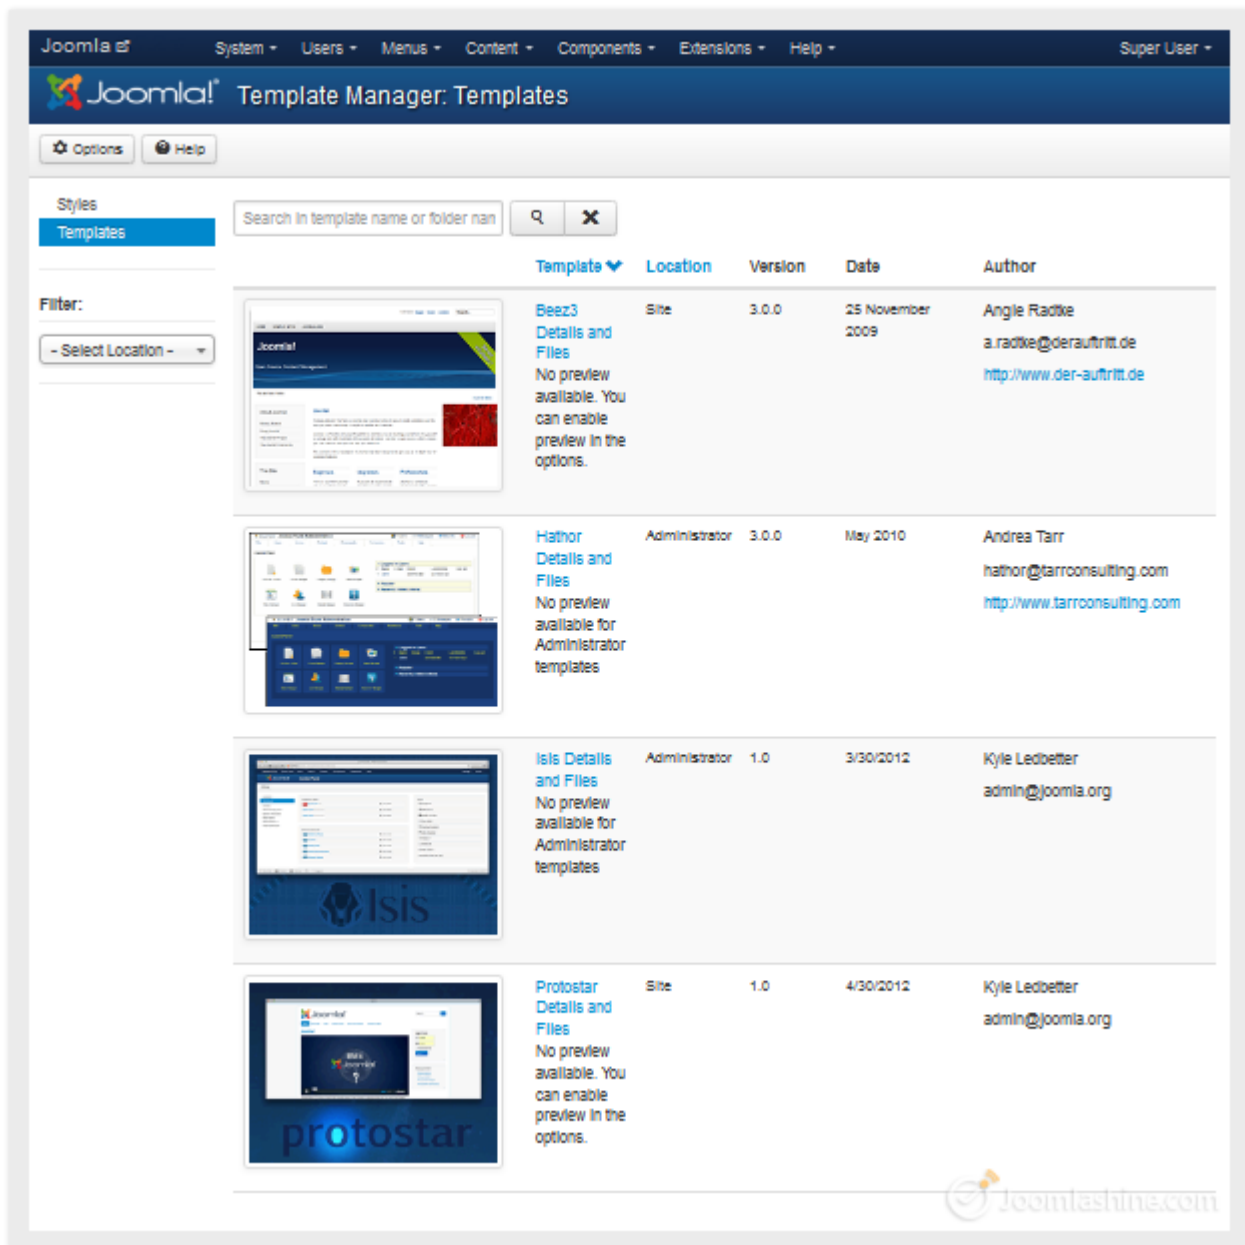 Joomla
System Users Menus Content Components Extensions Help Super User
Joomla!® Template Manager: Templates
Options Help
Styles
Templates
Filter:
- Select Location -
Search in template name or folder nam
Template Location Version Date Author
Joomla!
Beez3 Site 3.0.0 25 November Angie Radtke
Details and 2009
Files a.radtke@derauftritt.de
No preview http://www.der-auftritt.de
available. You
can enable
preview in the
options.
Hathor Administrator 3.0.0 May 2010 Andrea Tarr
Details and hathor@tarrconsulting.com
Files
No preview http://www.tarrconsulting.com
available for
Administrator
templates
Isis Details Administrator 1.0 3/30/2012 Kyle Ledbetter
and Files admin@joomla.org
No preview
available for
Administrator
templates
Isis
Protostar Site 1.0 4/30/2012 Kyle Ledbetter
Details and admin@joomla.org
Files
No preview
available. You
can enable
preview in the
options.
Joomla!
protostar
Joomlashine.com